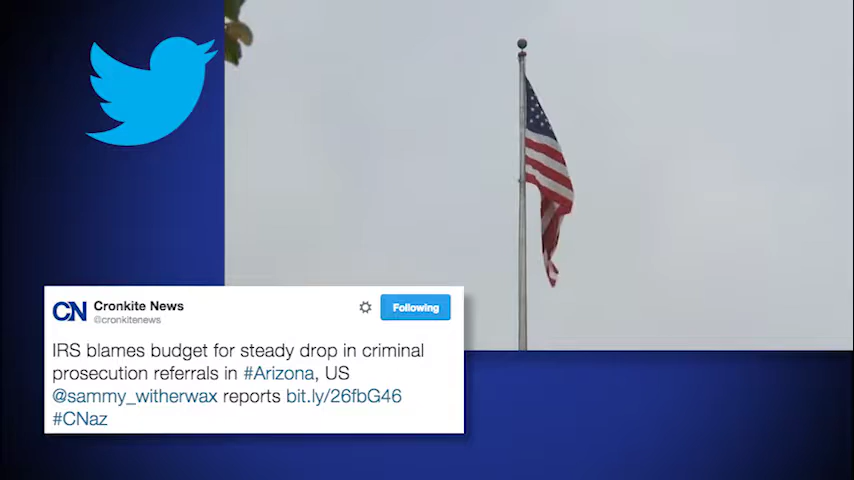 CN Cronkite News
@cronkitenews
Following
IRS blames budget for steady drop in criminal
prosecution referrals in #Arizona, US
@sammy_witherwax reports bit.ly/26fbG46
#CNaz